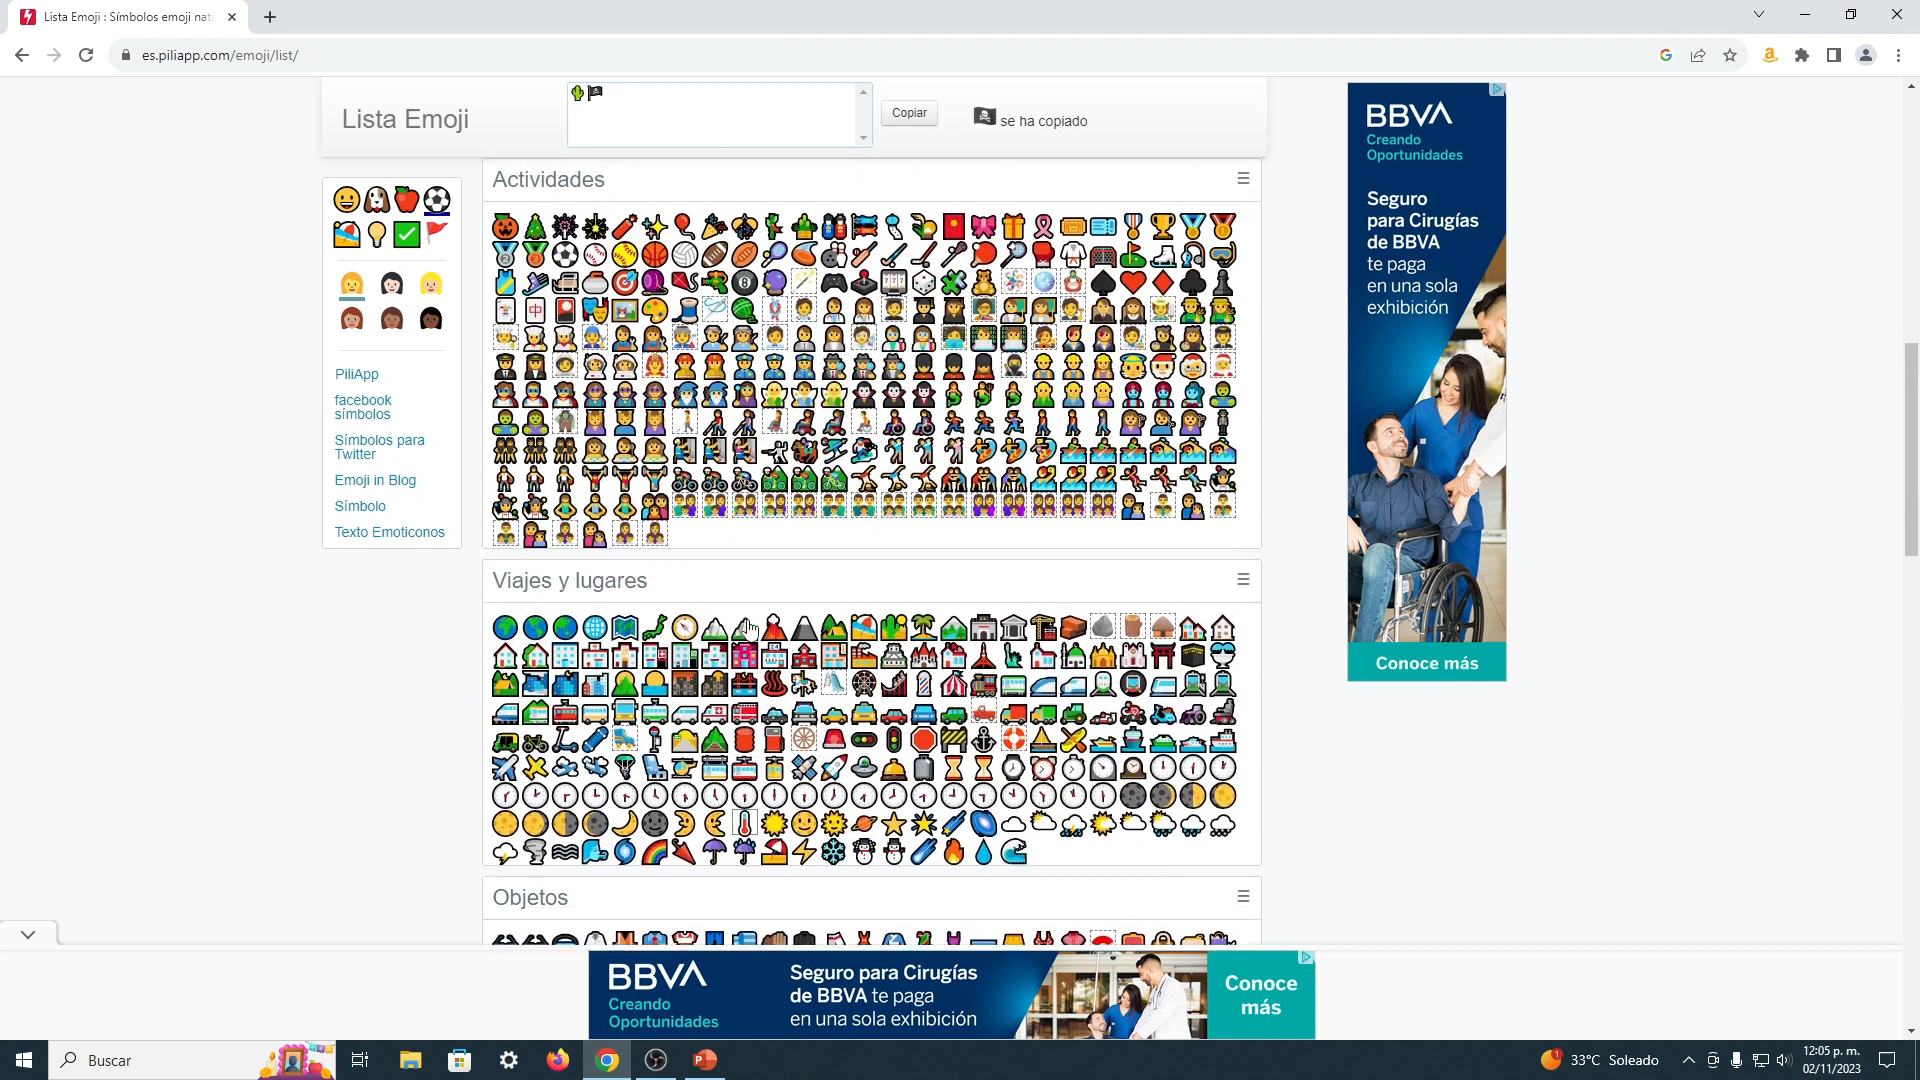 Lista Emoji : Símbolos emoji nati
es.piliapp.com/emoji/list/
Lista Emoji
Copiar
se ha copiado
Actividades
PiliApp
facebook
símbolos
Símbolos para
Twitter
Emoji in Blog
Símbolo
Texto Emoticonos
Viajes y lugares
Objetos
BBVA
Creando
Oportunidades
Seguro
para Cirugías
de BBVA
te paga
en una sola
exhibición
Conoce más
BBVA
Creando
Oportunidades
Seguro para Cirugías
de BBVA te paga
en una sola exhibición
Conoce
más
Buscar
1
33°C Soleado
12:05 p. m.
02/11/2023